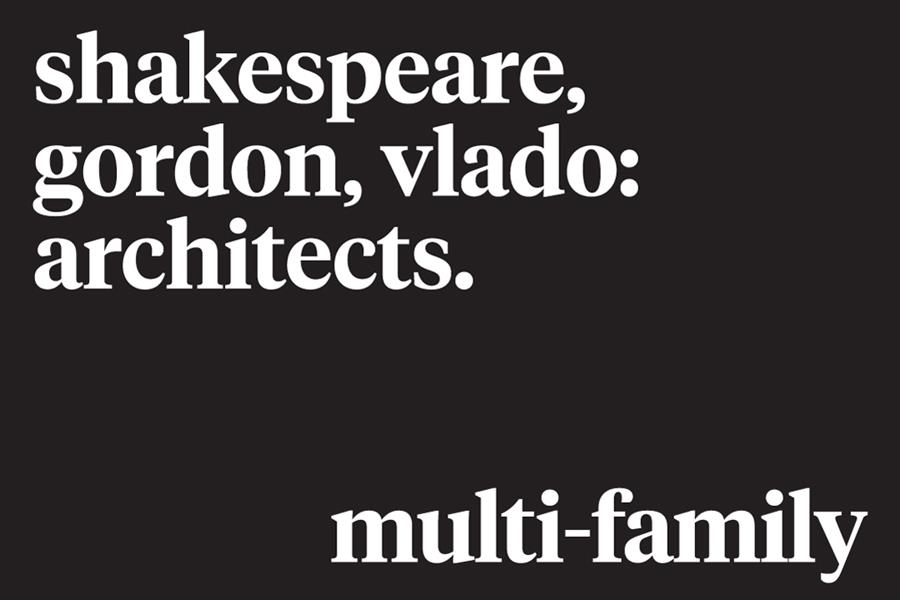 shakespeare,
gordon, vlado:
architects.
multi-family